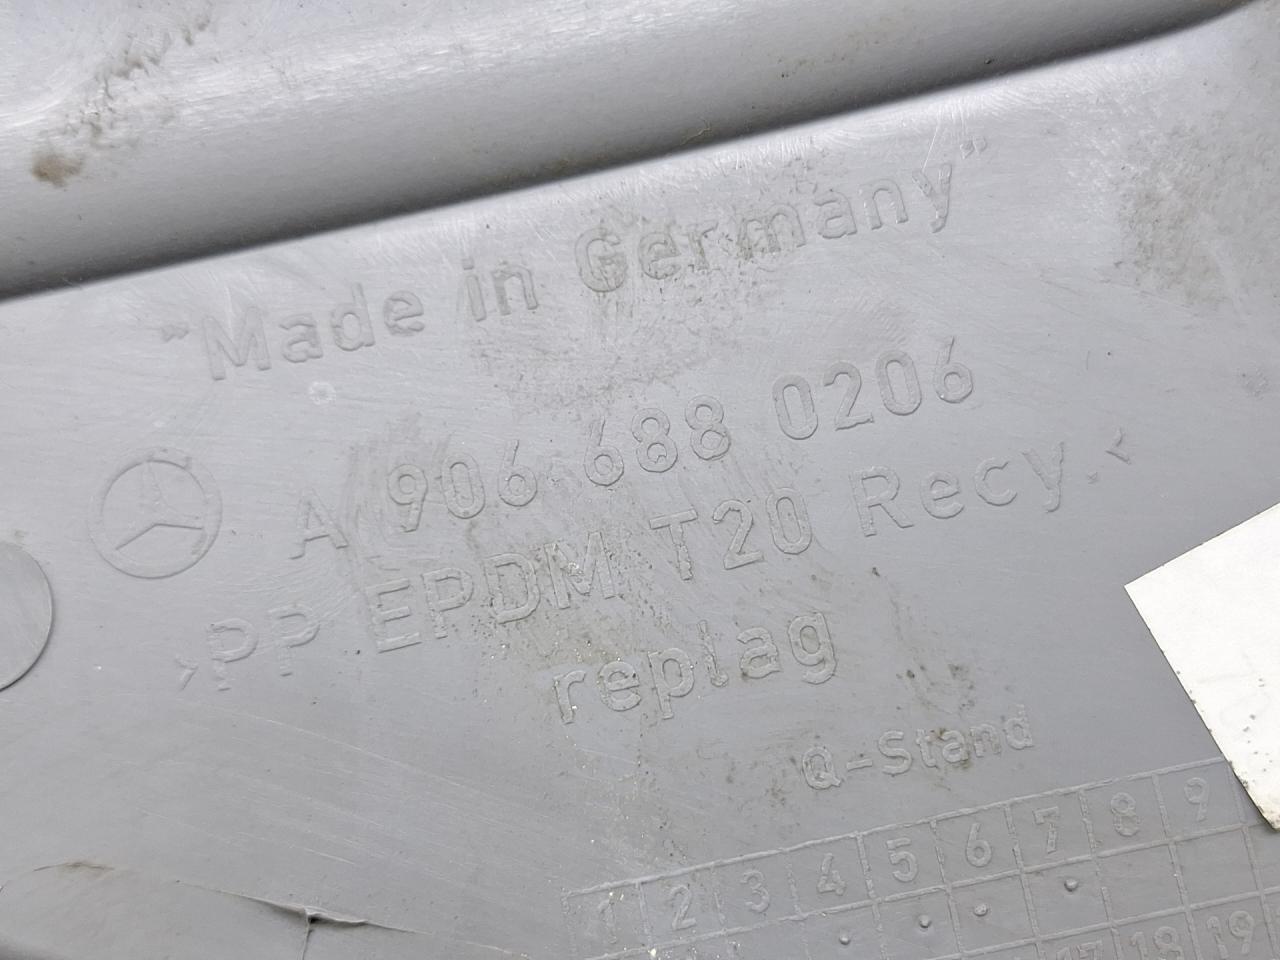 "Made in Germany"
A 906 688 0206
>PP EPDM T20 Recy.<
replag
Q-Stand
1 2 3 4 5 6 7 8 9
17 18 19